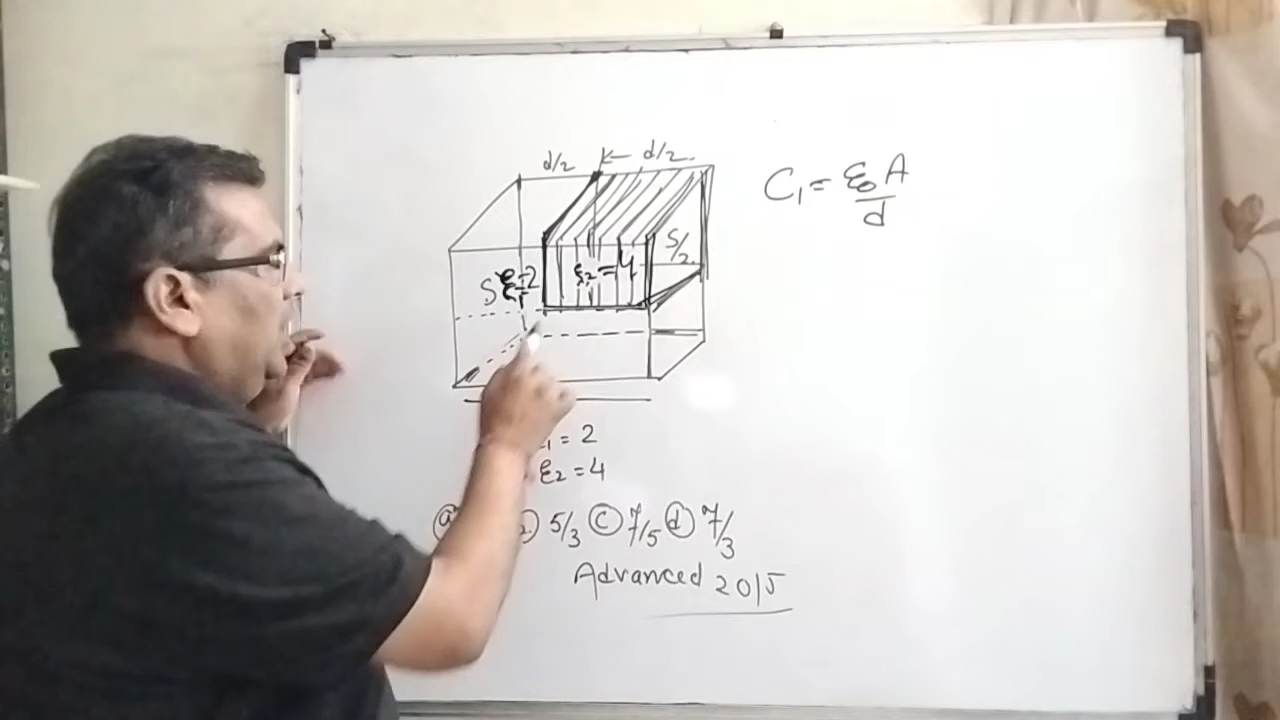 d/2 ← d/2
C₁ = ε₀A/d
S/2
S ε₁=2 ε₂=4
₁ = 2
ε₂ = 4
ⓐ 5/3 ⓒ 7/5 ⓓ 7/3
Advanced 2015